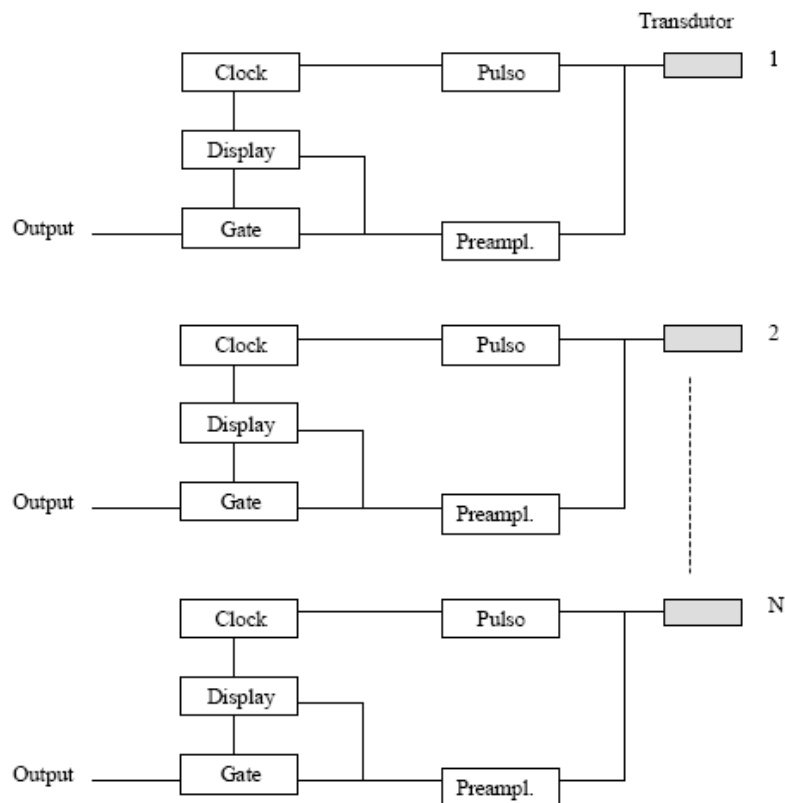 Transdutor
Clock Pulso 1
Display
Output Gate Preampl.
Clock Pulso 2
Display
Output Gate Preampl.
Clock Pulso N
Display
Output Gate Preampl.